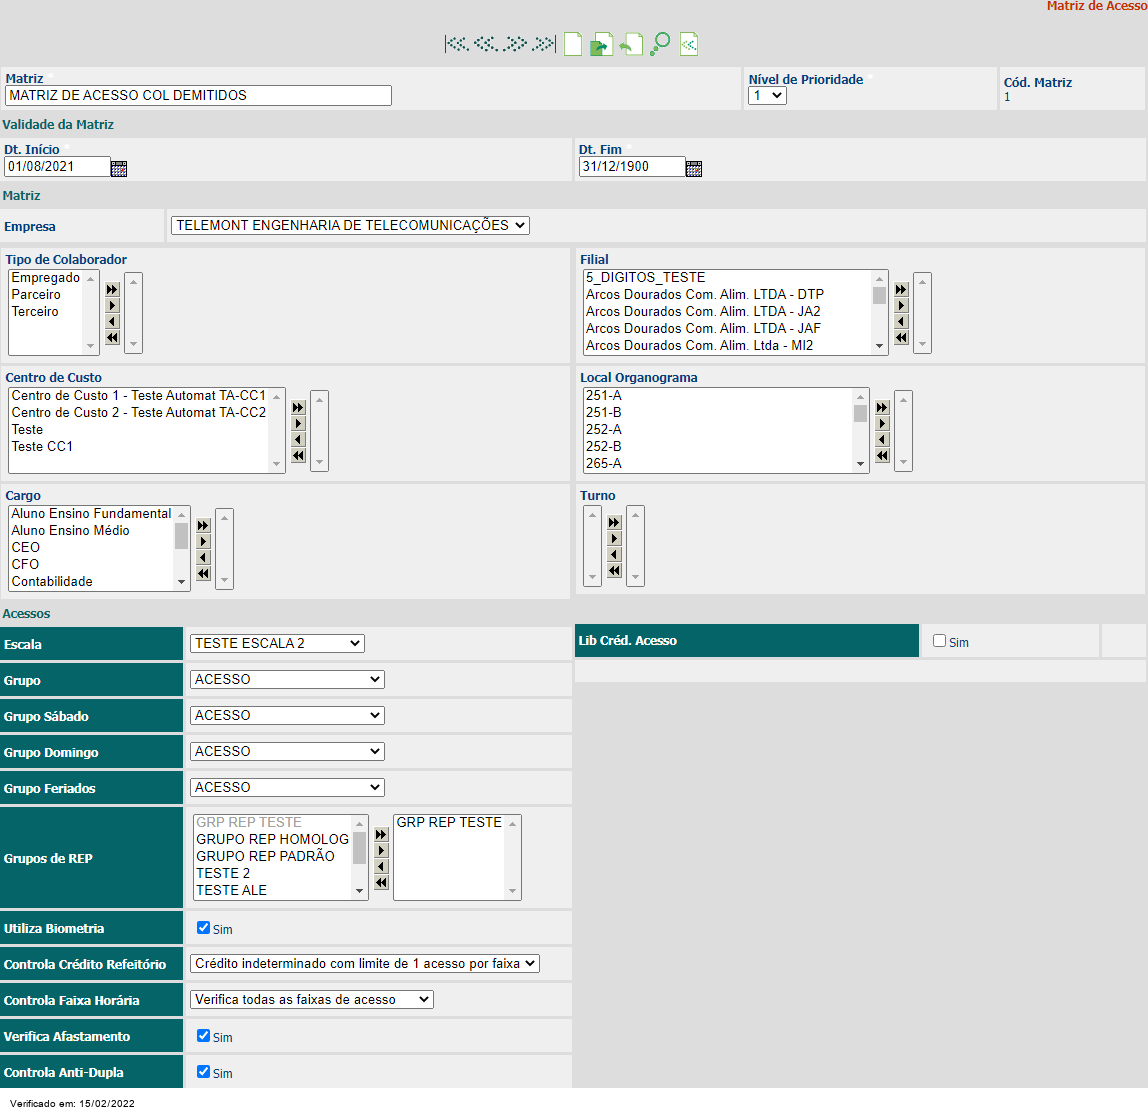 Matriz de Acesso
Matriz
MATRIZ DE ACESSO COL DEMITIDOS
Nível de Prioridade
1
Cód. Matriz
1
Validade da Matriz
Dt. Início
01/08/2021
Dt. Fim
31/12/1900
Matriz
Empresa
TELEMONT ENGENHARIA DE TELECOMUNICAÇÕES
Tipo de Colaborador
Empregado
Parceiro
Terceiro
Filial
5_DIGITOS_TESTE
Arcos Dourados Com. Alim. LTDA - DTP
Arcos Dourados Com. Alim. LTDA - JA2
Arcos Dourados Com. Alim. LTDA - JAF
Arcos Dourados Com. Alim. Ltda - MI2
Centro de Custo
Centro de Custo 1 - Teste Automat TA-CC1
Centro de Custo 2 - Teste Automat TA-CC2
Teste
Teste CC1
Local Organograma
251-A
251-B
252-A
252-B
265-A
Cargo
Aluno Ensino Fundamental
Aluno Ensino Médio
CEO
CFO
Contabilidade
Turno
Acessos
Escala
TESTE ESCALA 2
Lib Créd. Acesso
Sim
Grupo
ACESSO
Grupo Sábado
ACESSO
Grupo Domingo
ACESSO
Grupo Feriados
ACESSO
Grupos de REP
GRP REP TESTE
GRUPO REP HOMOLOG
GRUPO REP PADRÃO
TESTE 2
TESTE ALE
GRP REP TESTE
Utiliza Biometria
Sim
Controla Crédito Refeitório
Crédito indeterminado com limite de 1 acesso por faixa
Controla Faixa Horária
Verifica todas as faixas de acesso
Verifica Afastamento
Sim
Controla Anti-Dupla
Sim
Verificado em: 15/02/2022